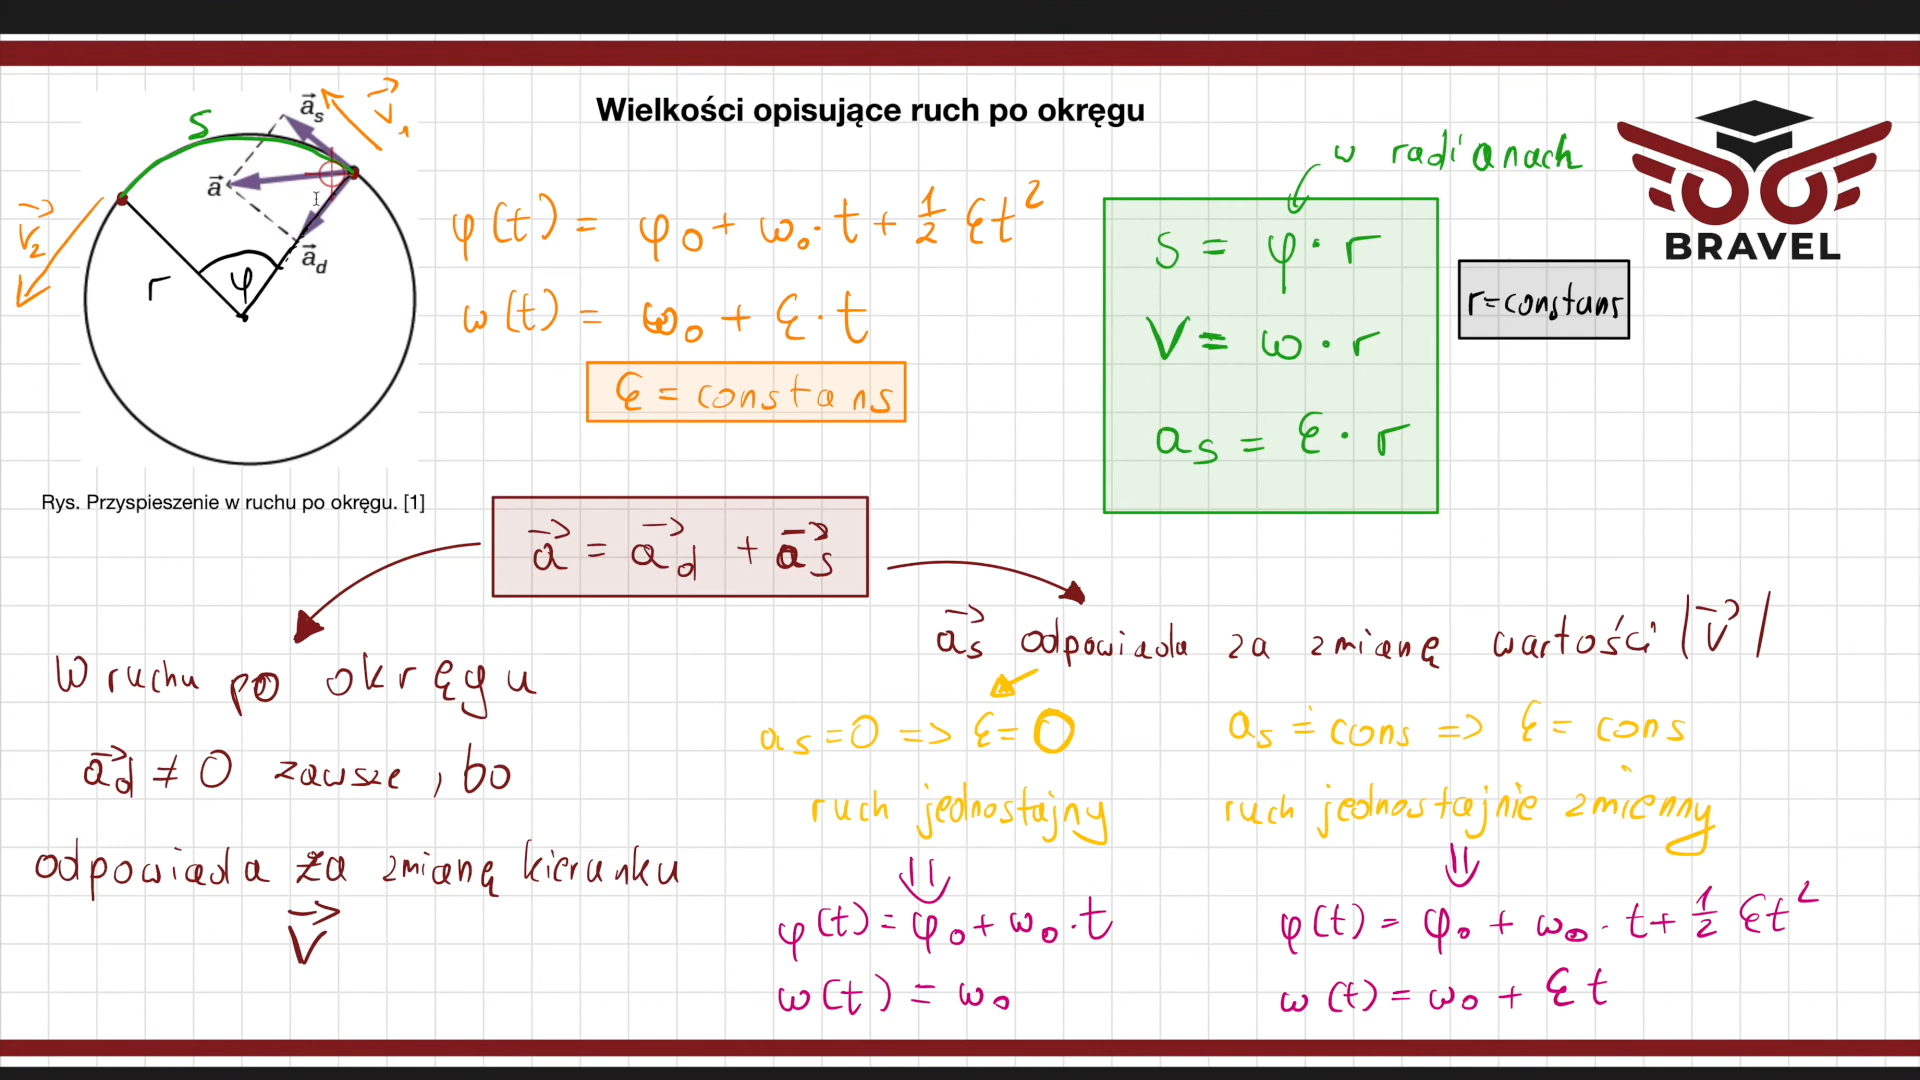 Wielkości opisujące ruch po okręgu
BRAVEL
S
a⃗s
V⃗1
a⃗
V⃗2
a⃗d
r
φ
Rys. Przyspieszenie w ruchu po okręgu. [1]
φ(t) = φ0 + ω0 · t + 1/2 εt²
ω(t) = ω0 + ε · t
ε = constans
w radianach
S = φ · r
V = ω · r
as = ε · r
r=constans
a⃗ = a⃗d + a⃗s
W ruchu po okręgu
a⃗d ≠ 0 zawsze, bo
odpowiada za zmianę kierunku
V⃗
a⃗s odpowiada za zmianę wartości |V⃗|
as = 0 => ε = 0
ruch jednostajny
φ(t) = φ0 + ω0 · t
ω(t) = ω0
as = cons => ε = cons
ruch jednostajnie zmienny
φ(t) = φ0 + ω0 · t + 1/2 εt²
ω(t) = ω0 + εt